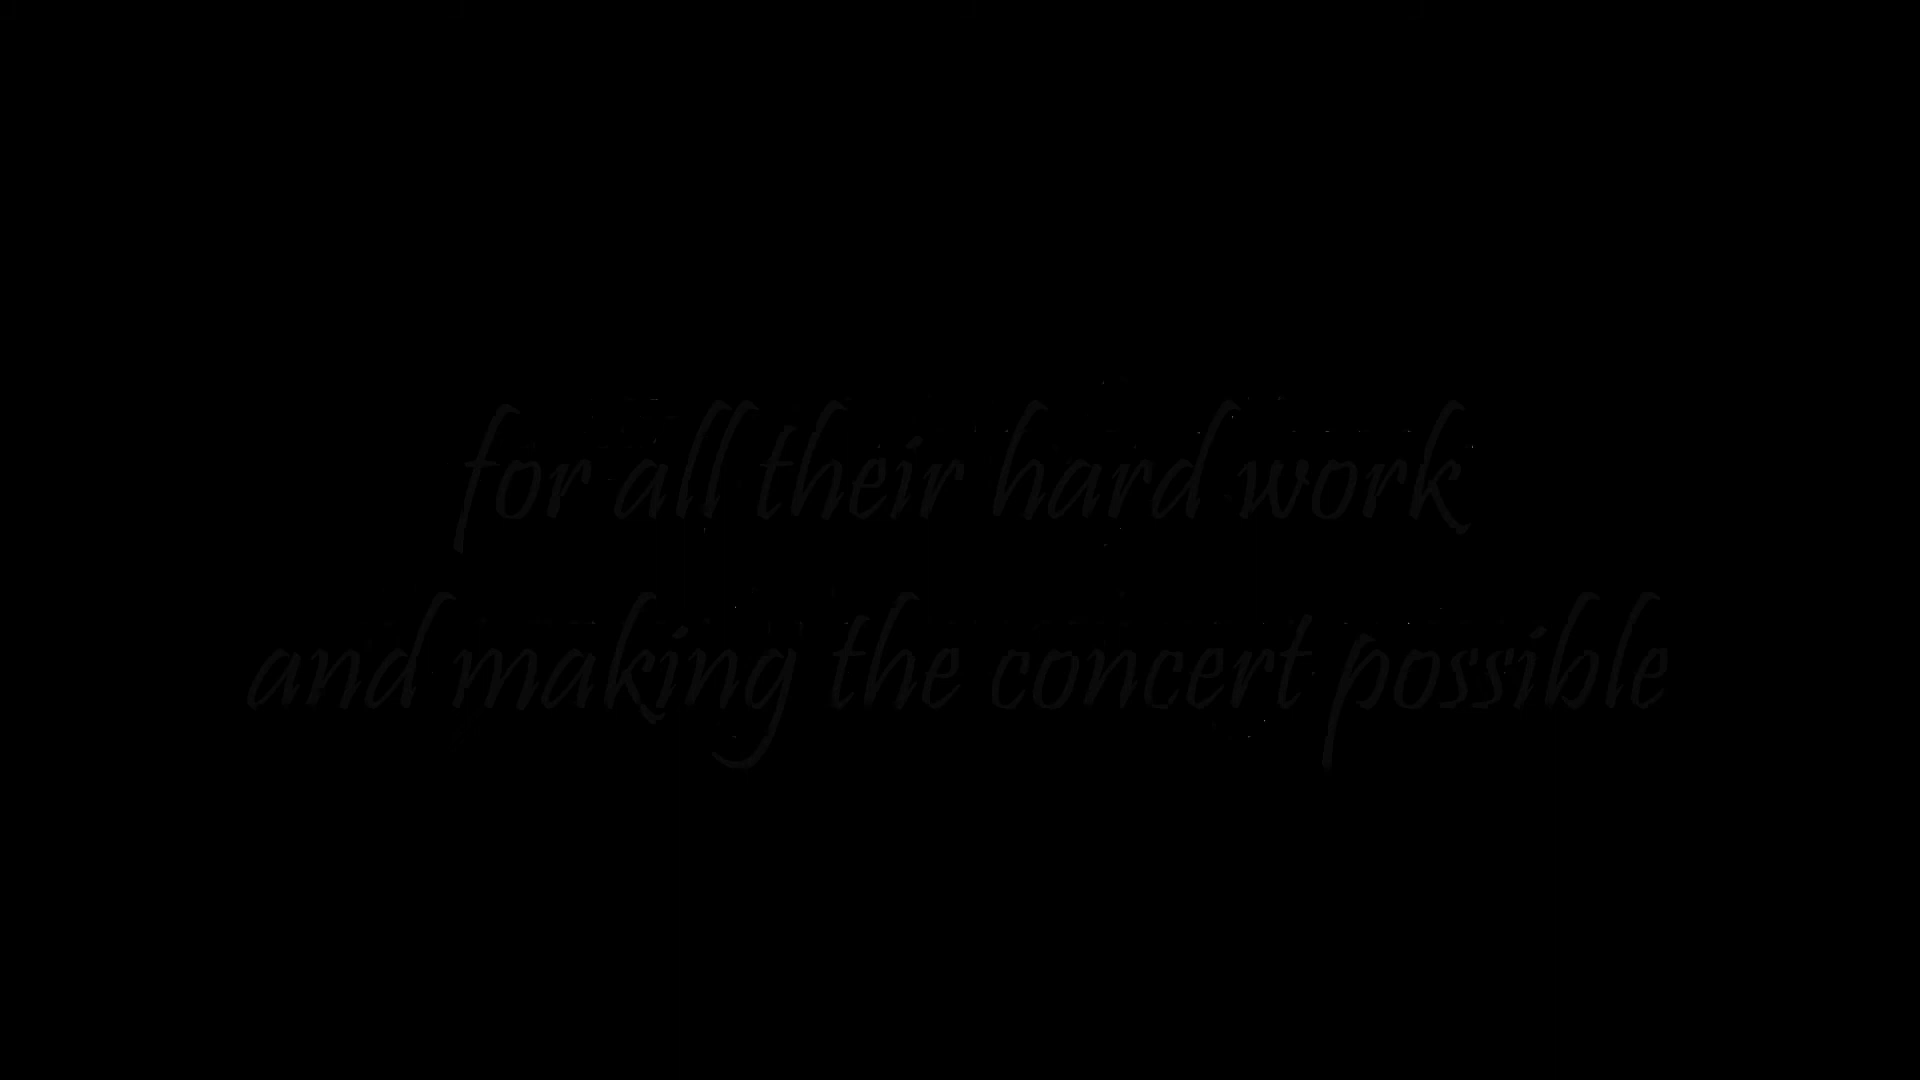 for all their hard work
and making the concert possible